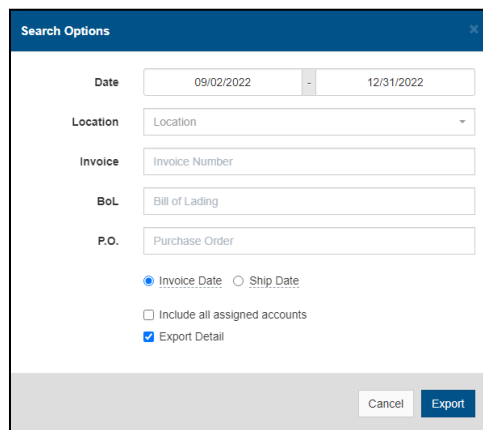 Search Options ×
Date 09/02/2022 - 12/31/2022
Location Location
Invoice Invoice Number
BoL Bill of Lading
P.O. Purchase Order
Invoice Date Ship Date
Include all assigned accounts
Export Detail
Cancel Export